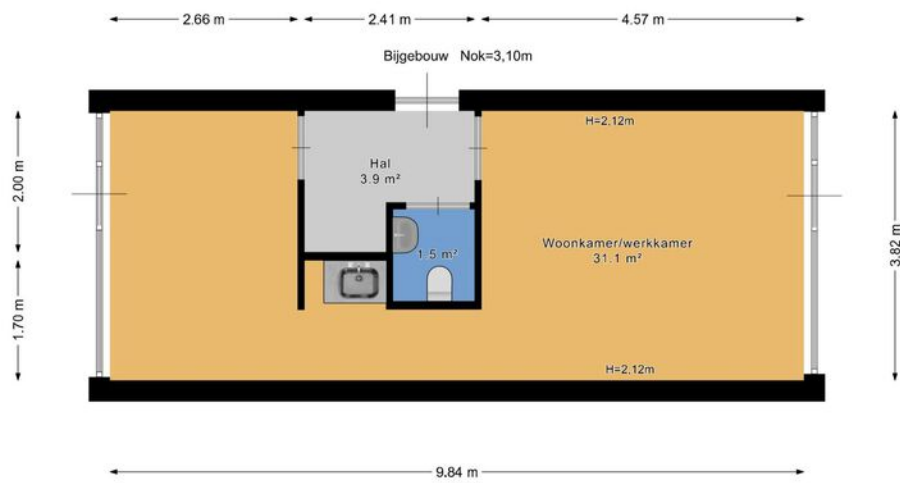 2.66 m
2.41 m
4.57 m
Bijgebouw Nok=3,10m
H=2,12m
2.00 m
Hal
3.9 m²
3.82 m
Woonkamer/werkkamer
31.1 m²
1.5 m²
1.70 m
H=2,12m
9.84 m